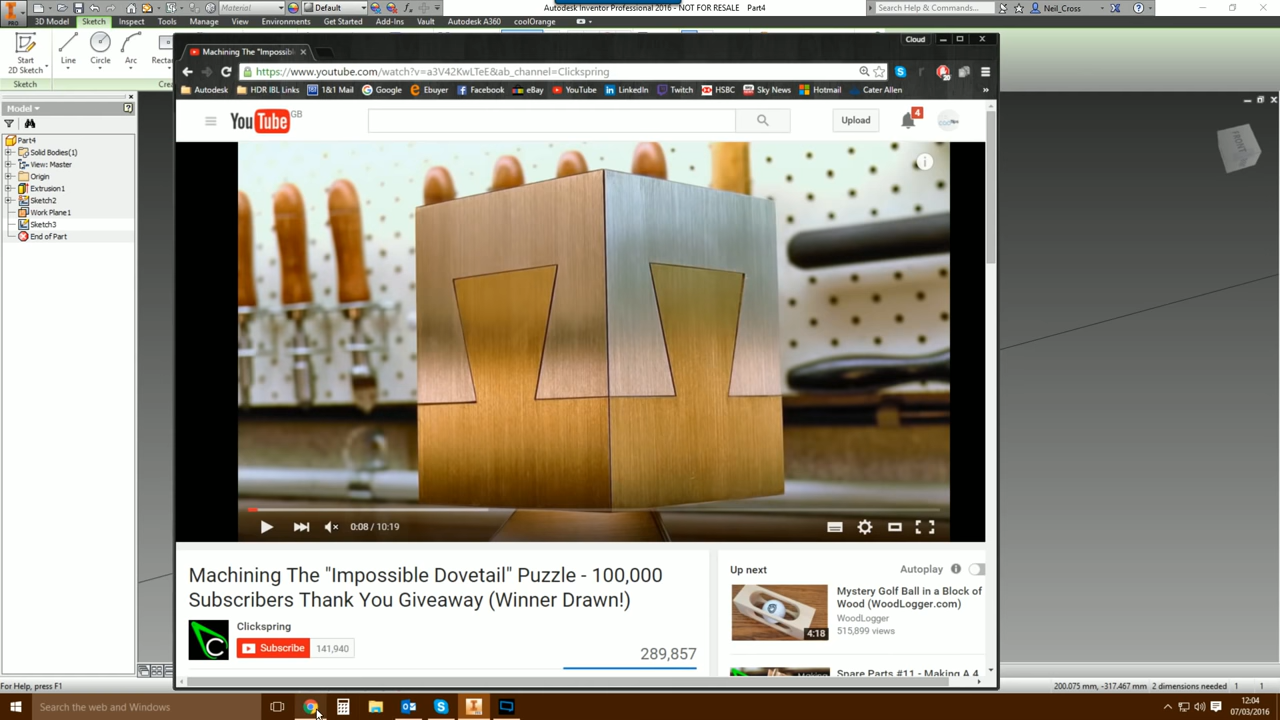 Material
Default
Autodesk Inventor Professional 2016 - NOT FOR RESALE Part4
Search Help & Commands...
Neil_Cross
PRO
3D Model Sketch Inspect Tools Manage View Environments Get Started Add-Ins Vault Autodesk A360 coolOrange
Start
2D Sketch
Line
Circle
Arc
Sketch
Machining The "Impossibl
Cloud
https://www.youtube.com/watch?v=a3V42KwLTeE&ab_channel=Clickspring
Autodesk HDR IBL Links 1&1 Mail Google Ebuyer Facebook eBay YouTube LinkedIn Twitch HSBC Sky News Hotmail Cater Allen
Model
Part4
Solid Bodies(1)
View: Master
Origin
Extrusion1
Sketch2
Work Plane1
Sketch3
End of Part
YouTube GB
Upload
4
FRONT
0:08 / 10:19
Machining The "Impossible Dovetail" Puzzle - 100,000
Subscribers Thank You Giveaway (Winner Drawn!)
C
Clickspring
Subscribe 141,940
289,857
Up next
Autoplay
Mystery Golf Ball in a Block of
Wood (WoodLogger.com)
WoodLogger
515,899 views
4:18
Spare Parts #11 - Making A 4
For Help, press F1
200.075 mm, -317.467 mm 2 dimensions needed 1 1
Search the web and Windows
12:04
07/03/2016